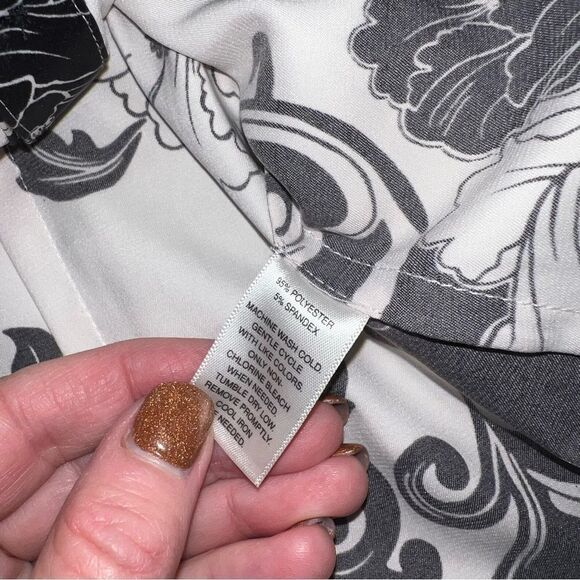 95% POLYESTER
5% SPANDEX
MACHINE WASH COLD.
GENTLE CYCLE
WITH LIKE COLORS.
ONLY NON-
CHLORINE BLEACH
WHEN NEEDED.
TUMBLE DRY LOW
REMOVE PROMPTLY.
COOL IRON
NEEDED